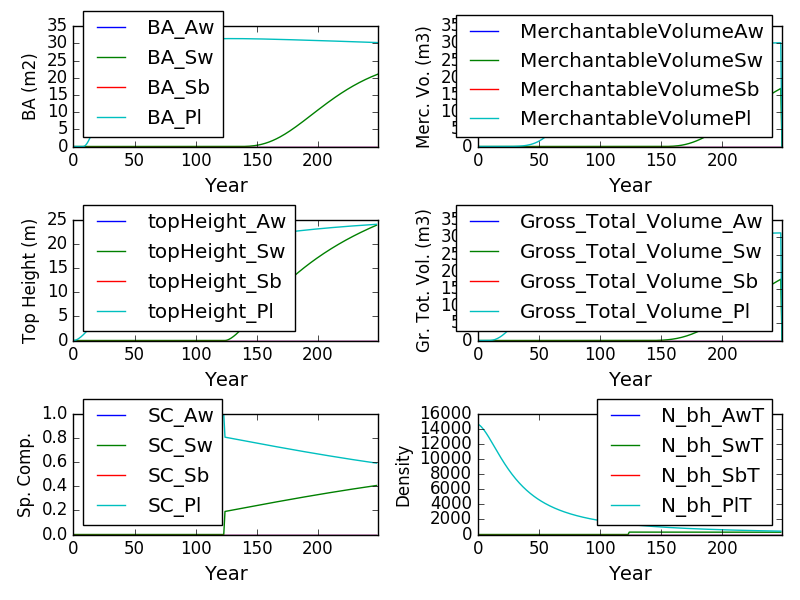 BA (m2)
35
30
25
20
15
10
5
0
BA_Aw
BA_Sw
BA_Sb
BA_Pl
0 50 100 150 200
Year
Merc. Vo. (m3)
0
MerchantableVolumeAw
MerchantableVolumeSw
MerchantableVolumeSb
MerchantableVolumePl
0 50 100 150 200
Year
Top Height (m)
25
20
15
10
5
0
topHeight_Aw
topHeight_Sw
topHeight_Sb
topHeight_Pl
0 50 100 150 200
Year
Gr. Tot. Vol. (m3)
0
Gross_Total_Volume_Aw
Gross_Total_Volume_Sw
Gross_Total_Volume_Sb
Gross_Total_Volume_Pl
0 50 100 150 200
Year
Sp. Comp.
1.0
0.8
0.6
0.4
0.2
0.0
SC_Aw
SC_Sw
SC_Sb
SC_Pl
0 50 100 150 200
Year
Density
16000
14000
12000
10000
8000
6000
4000
2000
0
N_bh_AwT
N_bh_SwT
N_bh_SbT
N_bh_PlT
0 50 100 150 200
Year